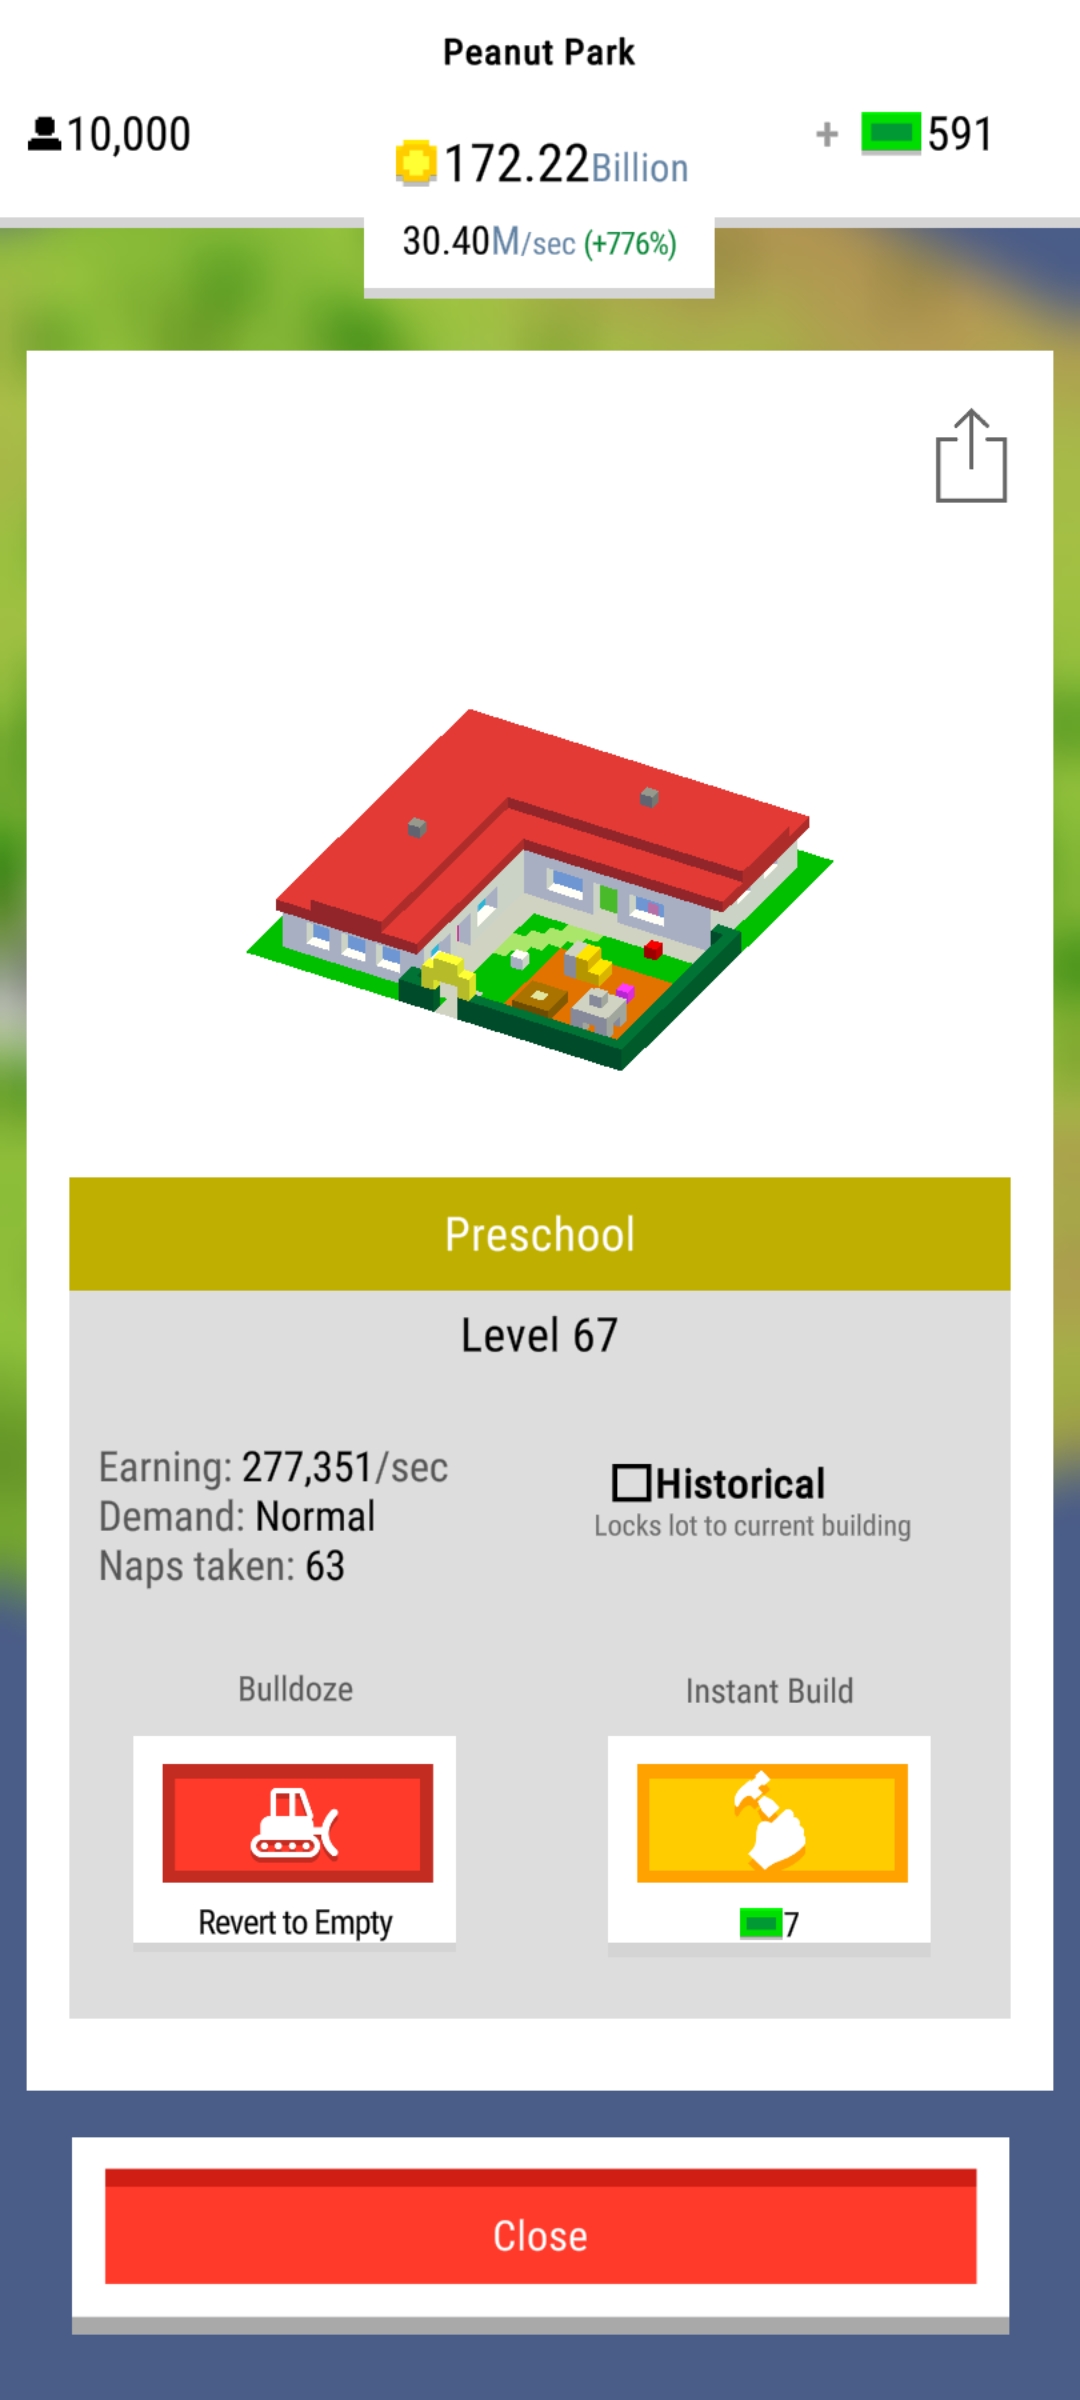 Peanut Park
10,000
172.22Billion
+ 591
30.40M/sec (+776%)
Preschool
Level 67
Earning: 277,351/sec
Demand: Normal
Naps taken: 63
Historical
Locks lot to current building
Bulldoze
Instant Build
Revert to Empty
7
Close